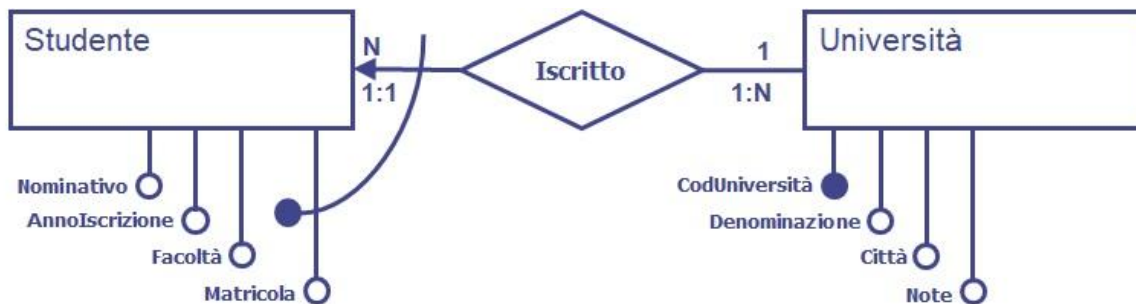 Studente
N
1:1
Iscritto
1
1:N
Università
Nominativo
AnnoIscrizione
Facoltà
Matricola
CodUniversità
Denominazione
Città
Note